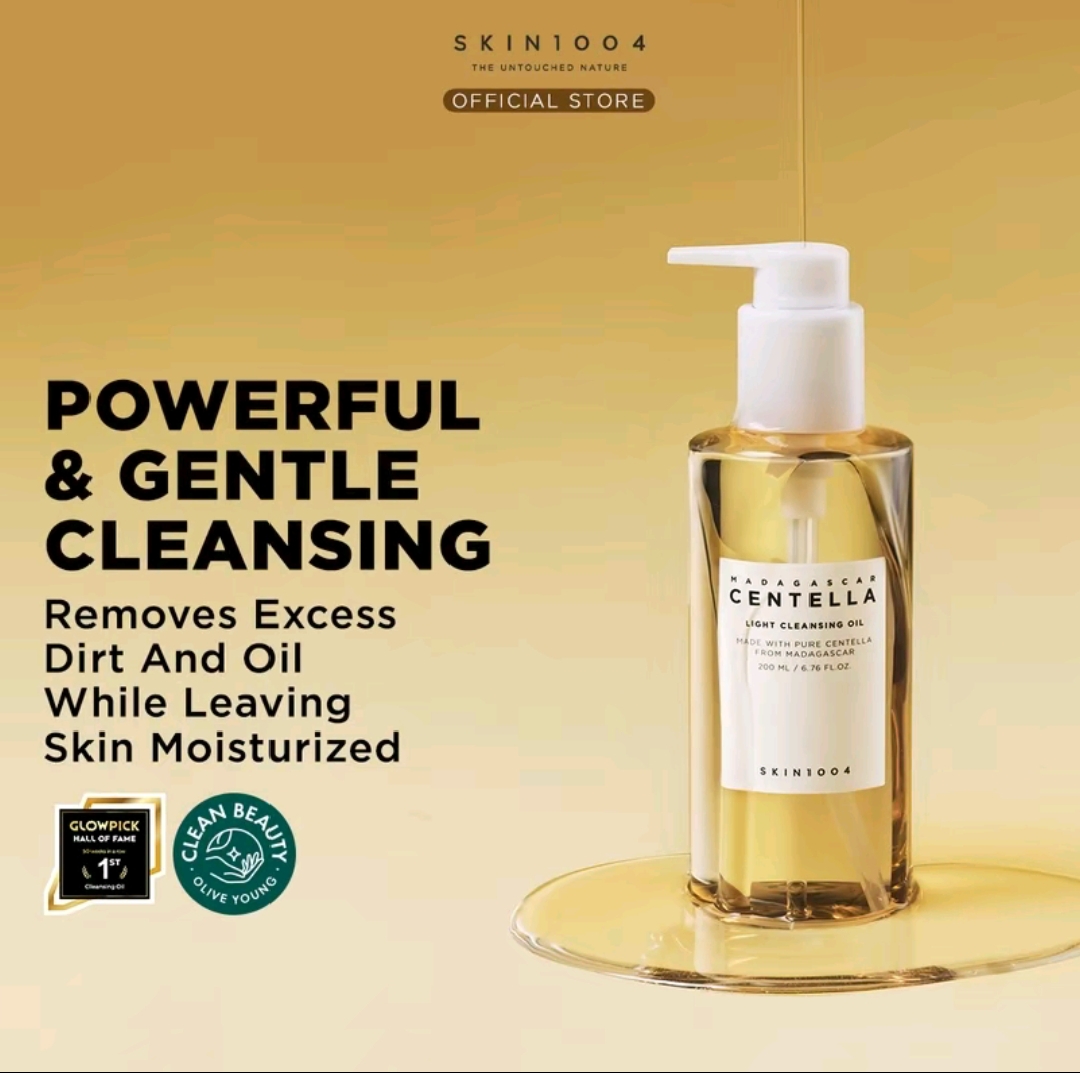 SKIN1004
THE UNTOUCHED NATURE
OFFICIAL STORE
POWERFUL
& GENTLE
CLEANSING
Removes Excess
Dirt And Oil
While Leaving
Skin Moisturized
GLOWPICK
HALL OF FAME
1ST
Cleansing Oil
CLEAN BEAUTY
OLIVE YOUNG
MADAGASCAR
CENTELLA
LIGHT CLEANSING OIL
MADE WITH PURE CENTELLA
FROM MADAGASCAR
200 ML / 6.76 FL.OZ.
SKIN1004